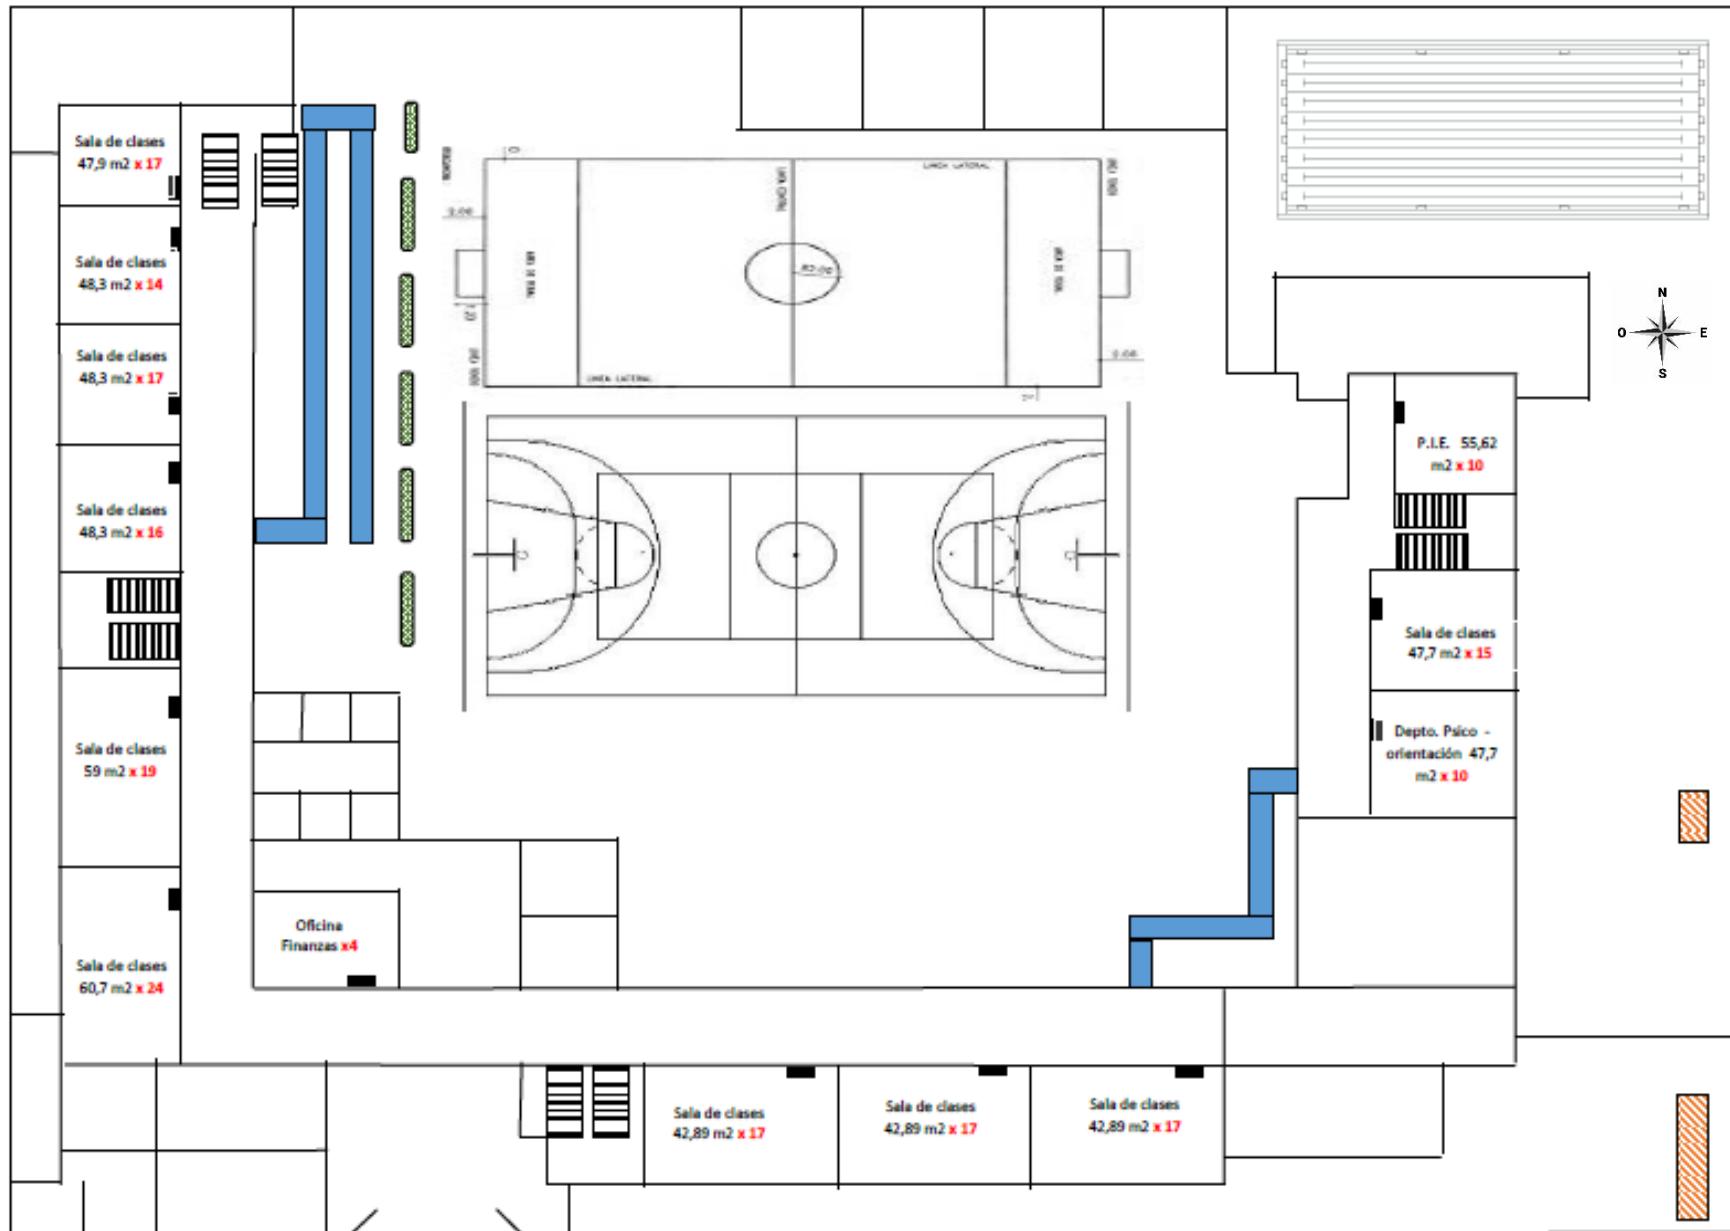 Sala de clases
47,9 m2 x 17
Sala de clases
48,3 m2 x 14
Sala de clases
48,3 m2 x 17
Sala de clases
48,3 m2 x 16
Sala de clases
59 m2 x 19
Sala de clases
60,7 m2 x 24
Oficina
Finanzas x4
LINEA LATERAL
LINEA LATERAL
Sala de clases
42,89 m2 x 17
Sala de clases
42,89 m2 x 17
Sala de clases
42,89 m2 x 17
N
O
E
S
P.I.E. 55,62
m2 x 10
Sala de clases
47,7 m2 x 15
Depto. Psico -
orientación 47,7
m2 x 10